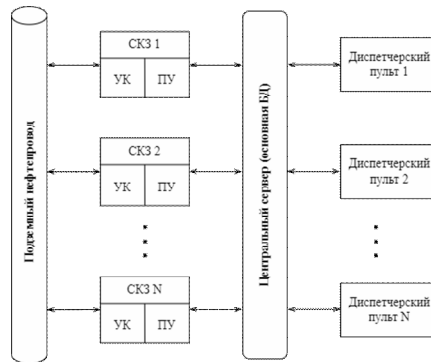 Подземный нефтепровод
СКЗ 1
УК ПУ
СКЗ 2
УК ПУ
СКЗ N
УК ПУ
Центральный сервер (основная БД)
Диспетчерский
пульт 1
Диспетчерский
пульт 2
Диспетчерский
пульт N